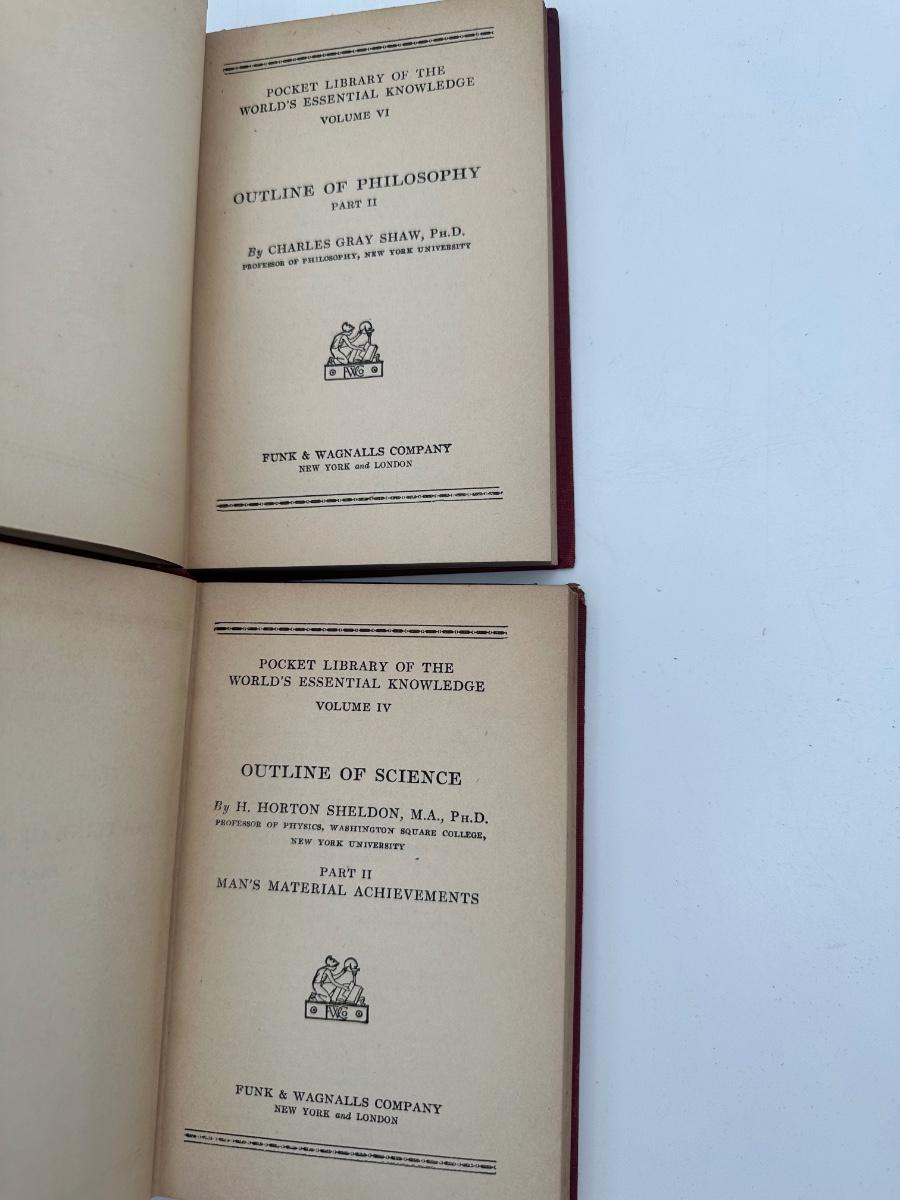 POCKET LIBRARY OF THE
WORLD'S ESSENTIAL KNOWLEDGE
VOLUME VI
OUTLINE OF PHILOSOPHY
PART II
By CHARLES GRAY SHAW, PH.D.
PROFESSOR OF PHILOSOPHY, NEW YORK UNIVERSITY
FUNK & WAGNALLS COMPANY
NEW YORK and LONDON
POCKET LIBRARY OF THE
WORLD'S ESSENTIAL KNOWLEDGE
VOLUME IV
OUTLINE OF SCIENCE
By H. HORTON SHELDON, M.A., PH.D.
PROFESSOR OF PHYSICS, WASHINGTON SQUARE COLLEGE,
NEW YORK UNIVERSITY
PART II
MAN'S MATERIAL ACHIEVEMENTS
FUNK & WAGNALLS COMPANY
NEW YORK and LONDON